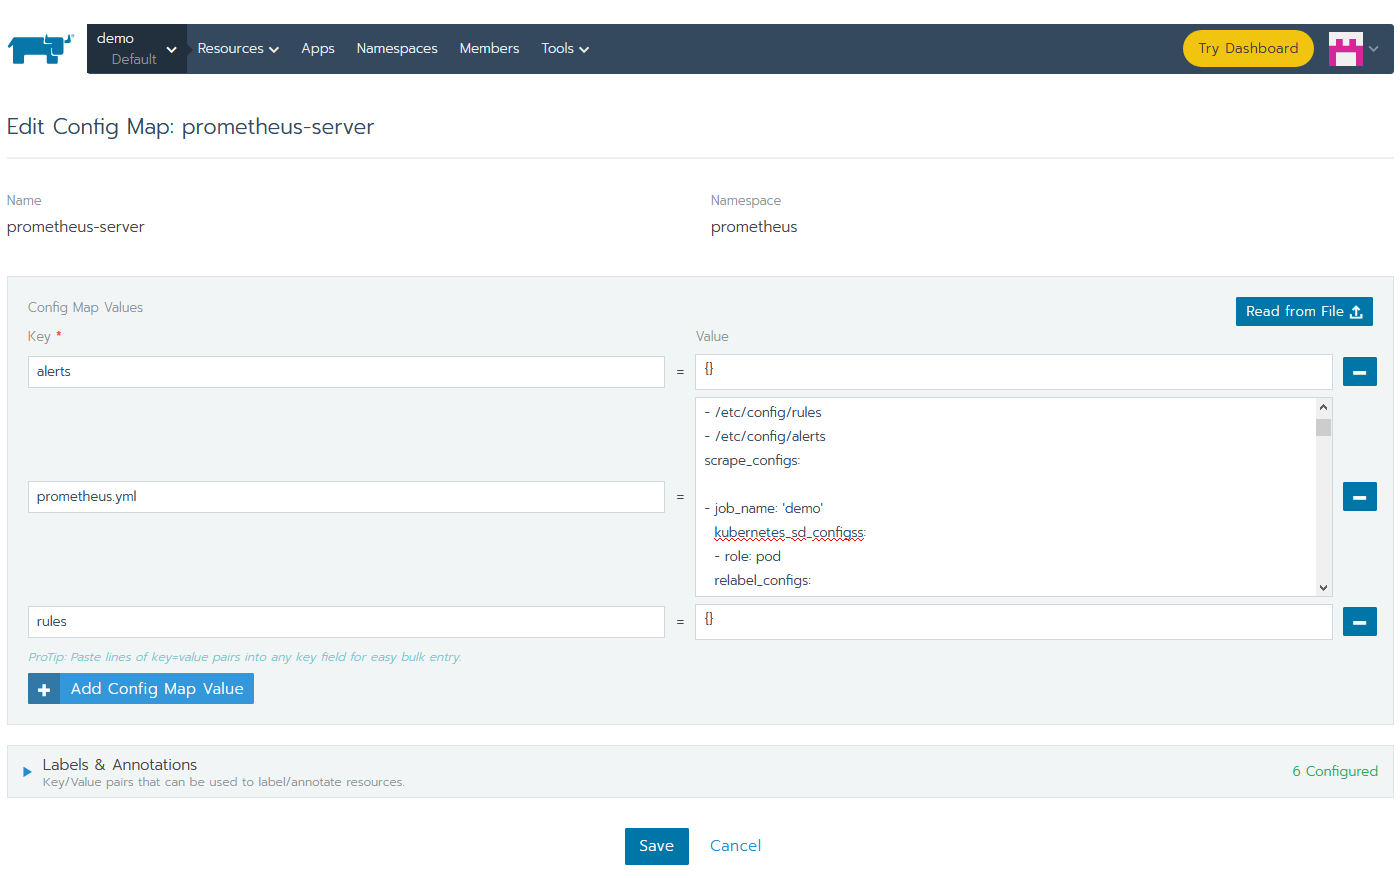 demo
Default
Resources
Apps
Namespaces
Members
Tools
Try Dashboard
Edit Config Map: prometheus-server
Name
Namespace
prometheus-server
prometheus
Config Map Values
Read from File
Key *
Value
alerts
=
{}
- /etc/config/rules
- /etc/config/alerts
scrape_configs:
- job_name: 'demo'
kubernetes_sd_configss:
- role: pod
relabel_configs:
prometheus.yml
=
rules
=
{}
ProTip: Paste lines of key=value pairs into any key field for easy bulk entry.
Add Config Map Value
Labels & Annotations
Key/Value pairs that can be used to label/annotate resources.
6 Configured
Save
Cancel